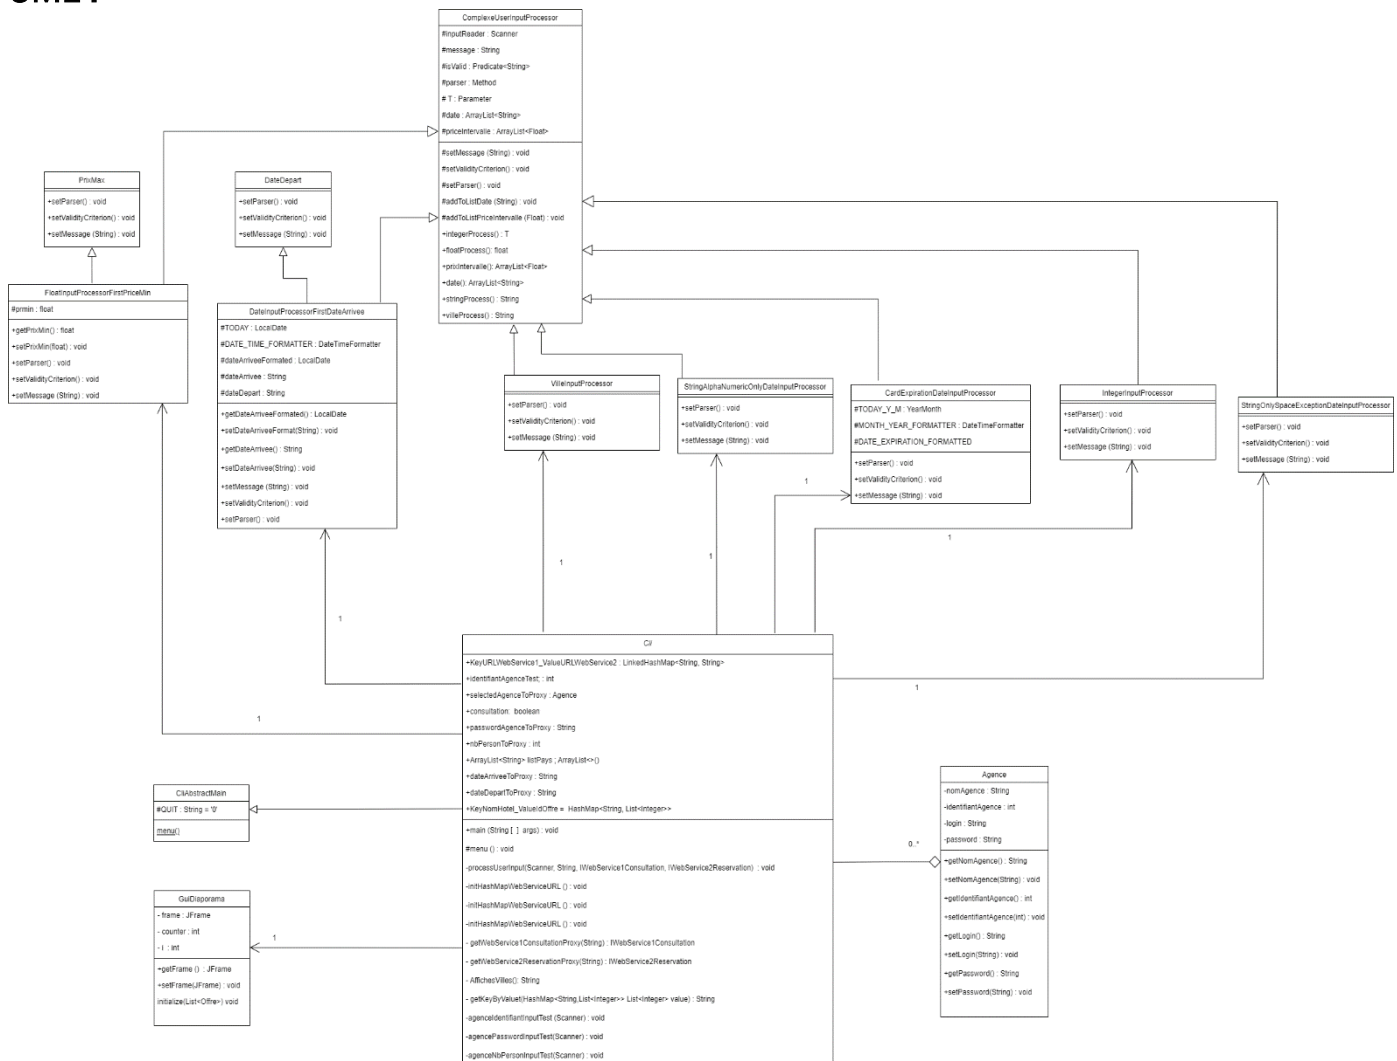 ComplexeUserInputProcessor
#inputReader : Scanner
#message : String
#isValid : Predicate<String>
#parser : Method
# T : Parameter
#date : ArrayList<String>
#priceIntervalle : ArrayList<Float>
#setMessage (String) : void
#setValidityCriterion() : void
#setParser() : void
#addToListDate (String) : void
#addToListPriceIntervalle (Float) : void
+integerProcess() : T
+floatProcess(): float
+prixIntervalle(): ArrayList<Float>
+date(): ArrayList<String>
+stringProcess() : String
+villeProcess() : String
PrixMax
+setParser() : void
+setValidityCriterion() : void
+setMessage (String) : void
DateDepart
+setParser() : void
+setValidityCriterion() : void
+setMessage (String) : void
FloatInputProcessorFirstPriceMin
#prmin : float
+getPrixMin() : float
+setPrixMin(float) : void
+setParser() : void
+setValidityCriterion() : void
+setMessage (String) : void
DateInputProcessorFirstDateArrivee
#TODAY : LocalDate
#DATE_TIME_FORMATTER : DateTimeFormatter
#dateArriveeFormated : LocalDate
#dateArrivee : String
#dateDepart : String
+getDateArriveeFormated() : LocalDate
+setDateArriveeFormat(String) : void
+getDateArrivee() : String
+setDateArrivee(String) : void
+setMessage (String) : void
+setValidityCriterion() : void
+setParser() : void
VilleInputProcessor
+setParser() : void
+setValidityCriterion() : void
+setMessage (String) : void
StringAlphaNumericOnlyDateInputProcessor
+setParser() : void
+setValidityCriterion() : void
+setMessage (String) : void
CardExpirationDateInputProcessor
#TODAY_Y_M : YearMonth
#MONTH_YEAR_FORMATTER : DateTimeFormatter
#DATE_EXPIRATION_FORMATTED
+setParser() : void
+setValidityCriterion() : void
+setMessage (String) : void
IntegerInputProcessor
+setParser() : void
+setValidityCriterion() : void
+setMessage (String) : void
StringOnlySpaceExceptionDateInputProcessor
+setParser() : void
+setValidityCriterion() : void
+setMessage (String) : void
1
1
1
1
1
1
1
Cli
+KeyURLWebService1_ValueURLWebService2 : LinkedHashMap<String, String>
+identifiantAgenceTest; : int
+selectedAgenceToProxy : Agence
+consultation: boolean
+passwordAgenceToProxy : String
+nbPersonToProxy : int
+ArrayList<String> listPays ; ArrayList<>()
+dateArriveeToProxy : String
+dateDepartToProxy : String
+KeyNomHotel_ValueIdOffre = HashMap<String, List<Integer>>
+main (String [ ] args) : void
#menu () : void
-processUserInput(Scanner, String, IWebService1Consultation, IWebService2Reservation) : void
-initHashMapWebServiceURL () : void
-initHashMapWebServiceURL () : void
-initHashMapWebServiceURL () : void
- getWebService1ConsultationProxy(String) : IWebService1Consultation
- getWebService2ReservationProxy(String) : IWebService2Reservation
- AffichesVilles(): String
- getKeyByValuet(HashMap<String,List<Integer>> List<Integer> value) : String
-agenceIdentifiantInputTest (Scanner) : void
-agencePasswordInputTest(Scanner) : void
-agenceNbPersonInputTest(Scanner) : void
CliAbstractMain
#QUIT : String = '0'
menu()
GuiDiaporama
- frame : JFrame
- counter : int
- i : int
+getFrame () : JFrame
+setFrame(JFrame) : void
initialize(List<Offre>) void
1
0..*
Agence
-nomAgence : String
-identifiantAgence : int
-login : String
-password : String
+getNomAgence() : String
+setNomAgence(String) : void
+getIdentifiantAgence() : int
+setIdentifiantAgence(int) : void
+getLogin() : String
+setLogin(String) : void
+getPassword() : String
+setPassword(String) : void